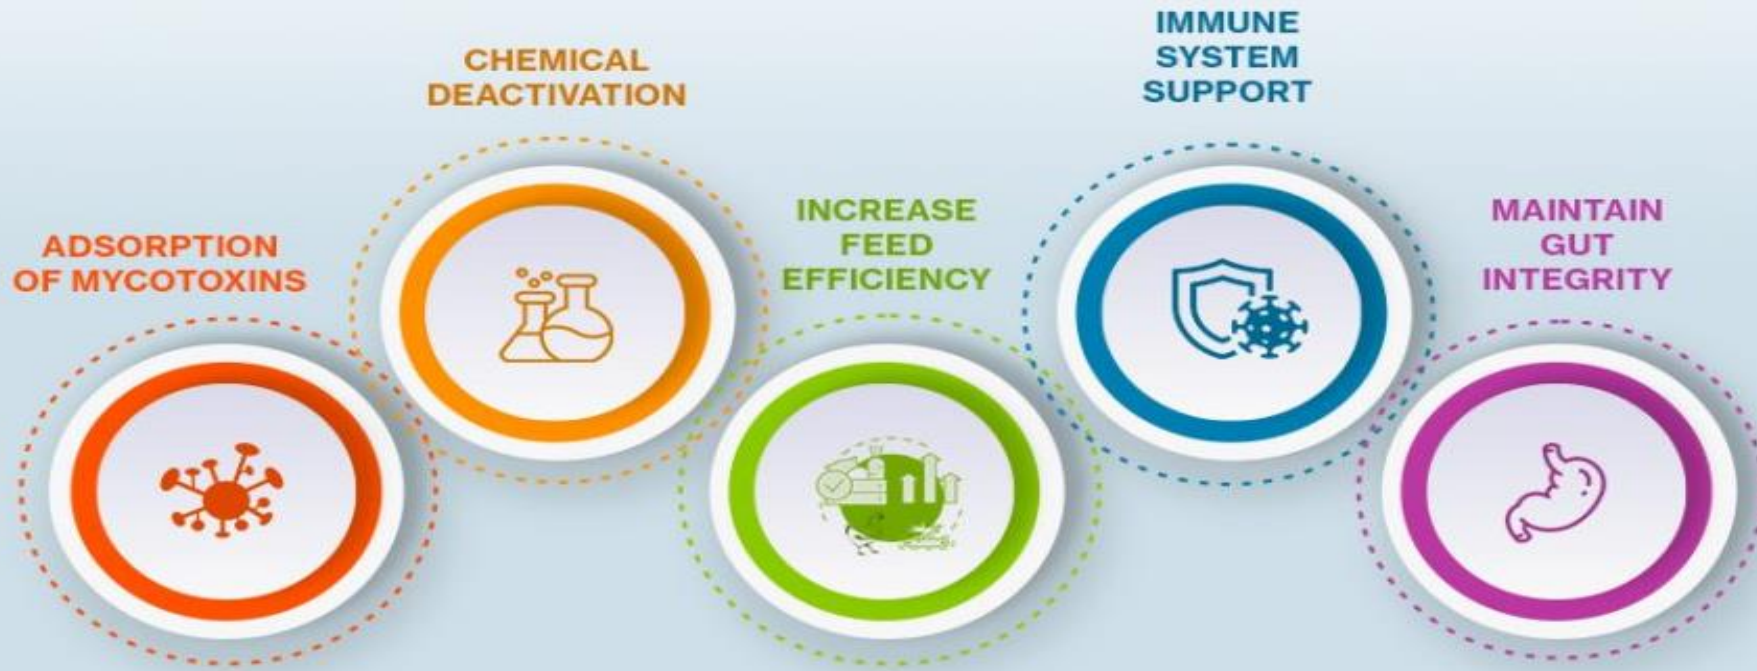 ADSORPTION
OF MYCOTOXINS
CHEMICAL
DEACTIVATION
INCREASE
FEED
EFFICIENCY
IMMUNE
SYSTEM
SUPPORT
MAINTAIN
GUT
INTEGRITY